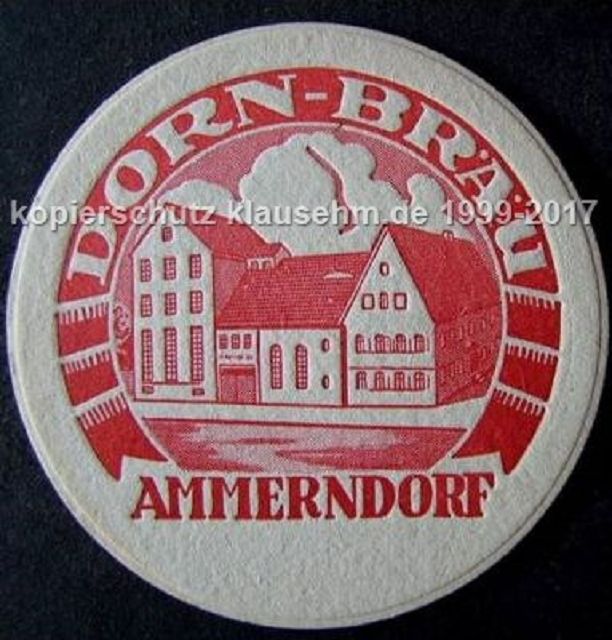 DORN-BRÄU
kopierschutz klausehm.de 1999-2017
AMMERNDORF